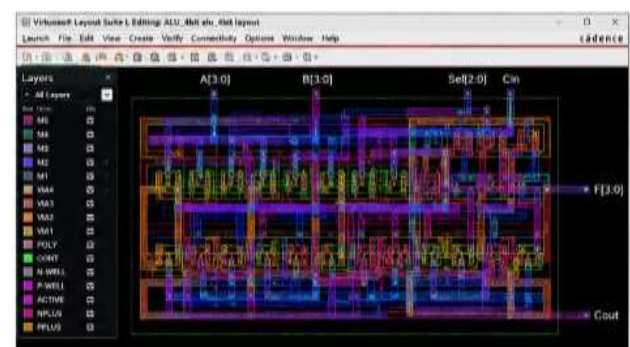 Virtuoso® Layout Suite L Editing: ALU_4bit alu_4bit layout
Launch File Edit View Create Verify Connectivity Options Window Help
cādence
Layers
All Layers
A[3:0] B[3:0] Sel[2:0] Cin
M5
M4
M3
M2
M1
VIA4
VIA3
VIA2
VIA1
POLY
CONT
N-WELL
P-WELL
ACTIVE
NPLUS
PPLUS
F[3:0]
Cout